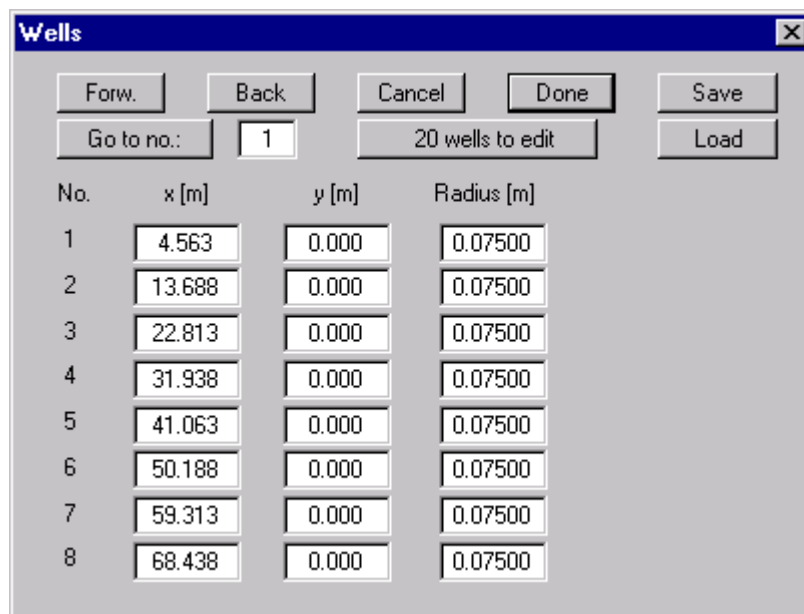 Wells
Forw. Back Cancel Done Save
Go to no.: 1 20 wells to edit Load
No. x [m] y [m] Radius [m]
1 4.563 0.000 0.07500
2 13.688 0.000 0.07500
3 22.813 0.000 0.07500
4 31.938 0.000 0.07500
5 41.063 0.000 0.07500
6 50.188 0.000 0.07500
7 59.313 0.000 0.07500
8 68.438 0.000 0.07500